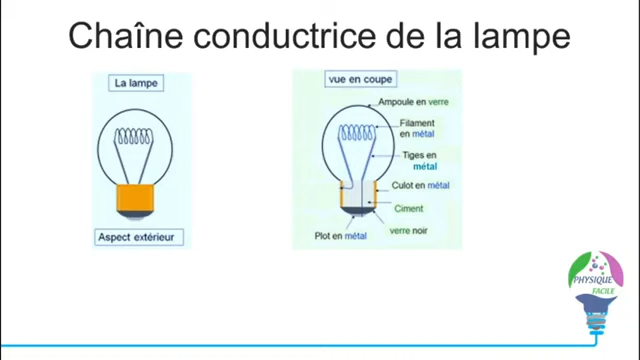 Chaîne conductrice de la lampe
La lampe
Aspect extérieur
vue en coupe
Ampoule en verre
Filament
en métal
Tiges en
métal
Culot en métal
Ciment
verre noir
Plot en métal
PHYSIQUE
FACILE